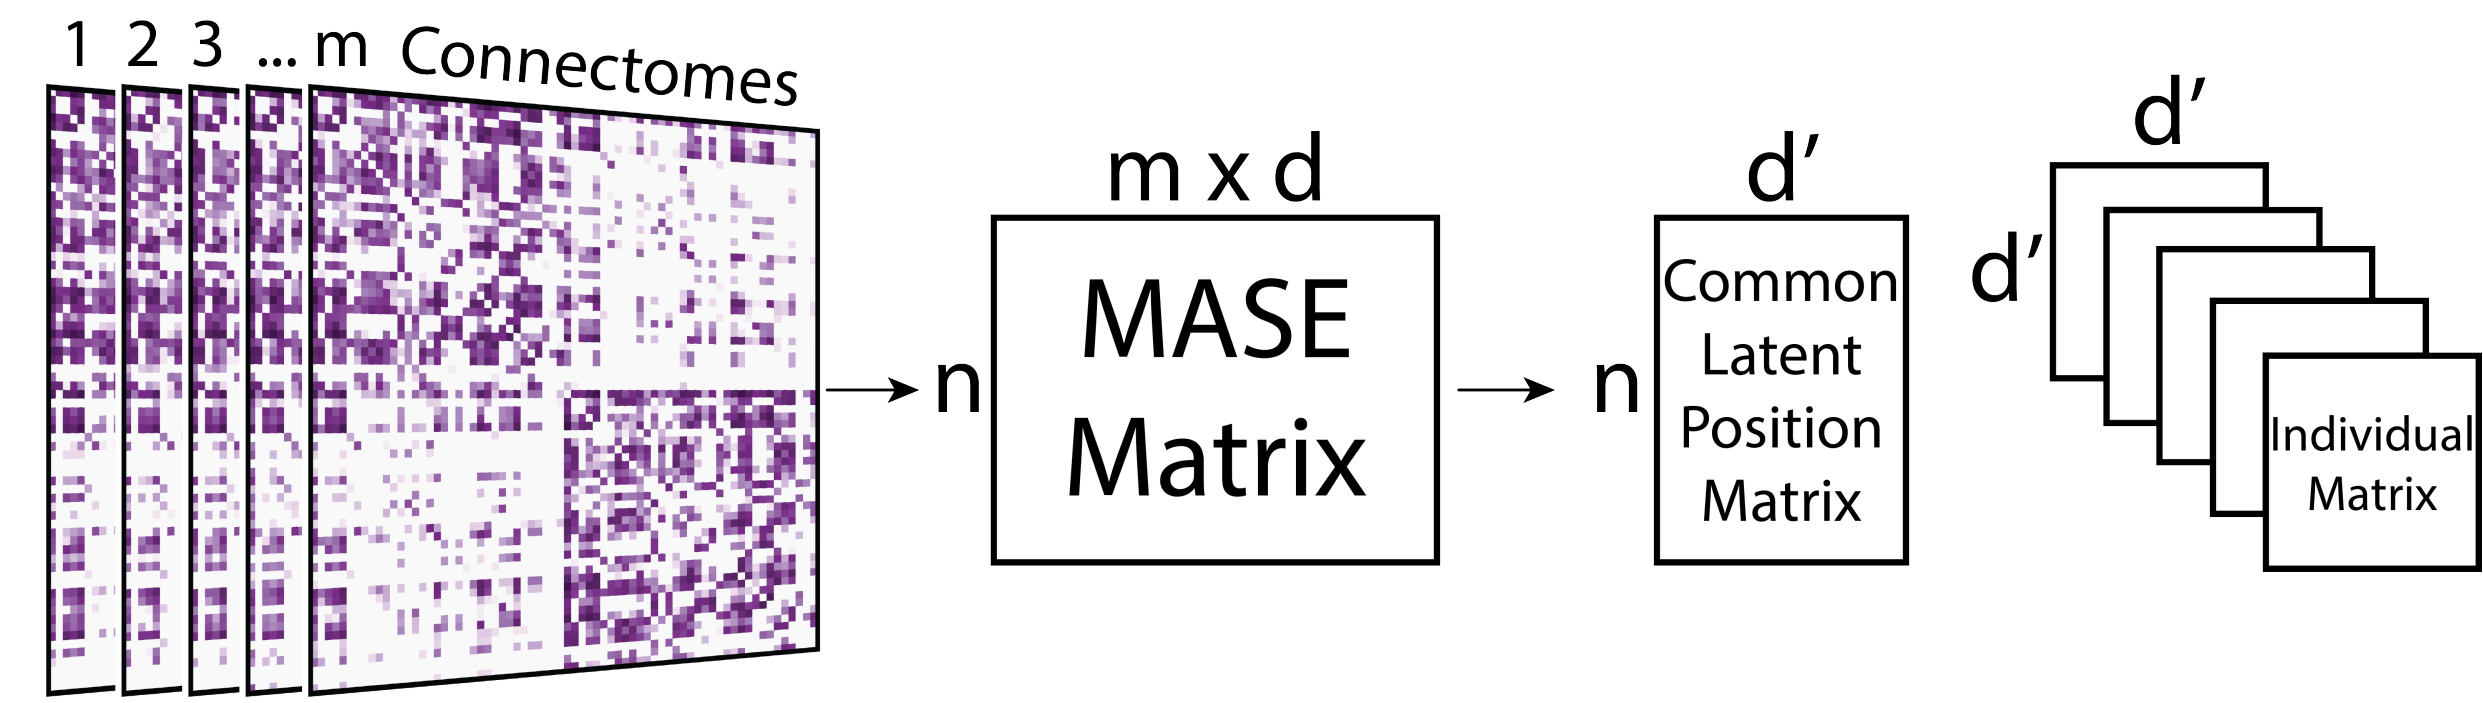 1 2 3 ... m Connectomes
m x d
n
MASE
Matrix
d’
n
Common
Latent
Position
Matrix
d’
d’
Individual
Matrix